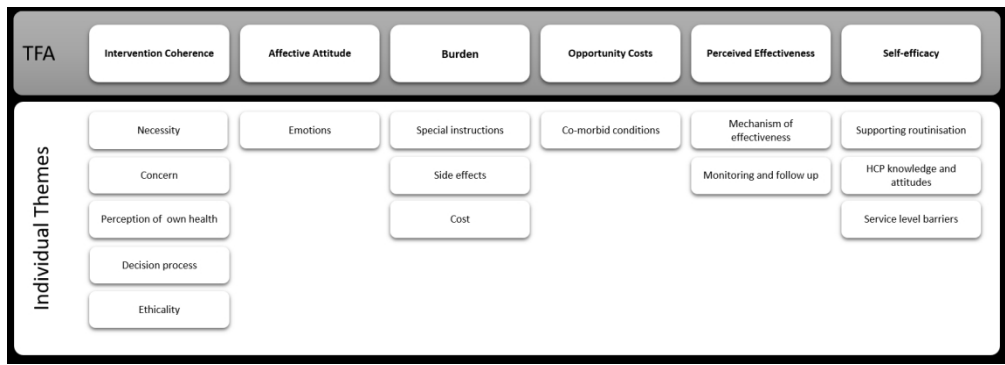 TFA
Intervention Coherence
Affective Attitude
Burden
Opportunity Costs
Perceived Effectiveness
Self-efficacy
Individual Themes
Necessity
Emotions
Special instructions
Co-morbid conditions
Mechanism of
effectiveness
Supporting routinisation
Concern
Side effects
Monitoring and follow up
HCP knowledge and
attitudes
Perception of own health
Cost
Service level barriers
Decision process
Ethicality